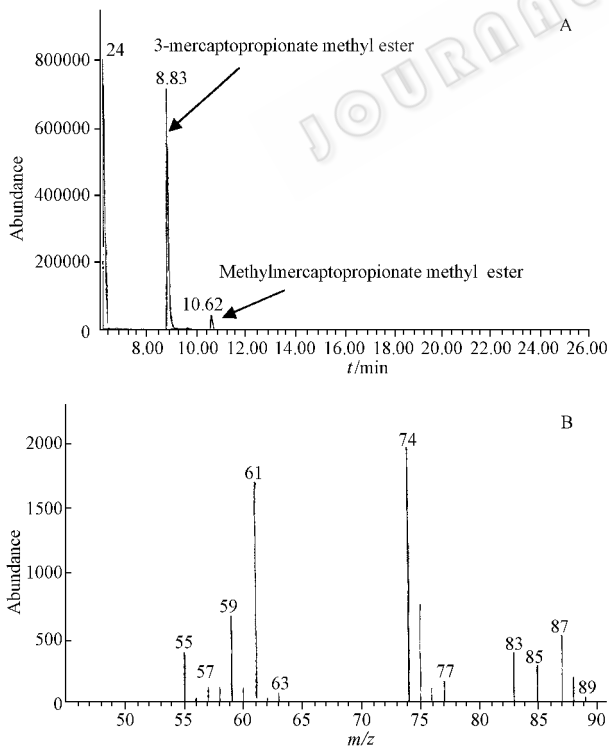 JOURNA
A
24
3-mercaptopropionate methyl ester
8.83
800000
600000
400000
200000
0
Abundance
Methylmercaptopropionate methyl ester
10.62
8.00 10.00 12.00 14.00 16.00 18.00 20.00 22.00 24.00 26.00
t/min
B
2000
1500
1000
500
0
Abundance
74
61
59
55
57
63
77
83
85
87
89
50 55 60 65 70 75 80 85 90
m/z